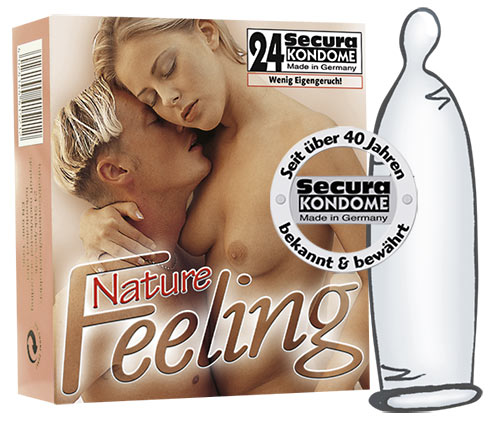 24 Secura
KONDOME
Made in Germany
Wenig Eigengeruch!
Seit über 40 Jahren
Secura
KONDOME
Made in Germany
bekannt & bewährt
Nature
Feeling